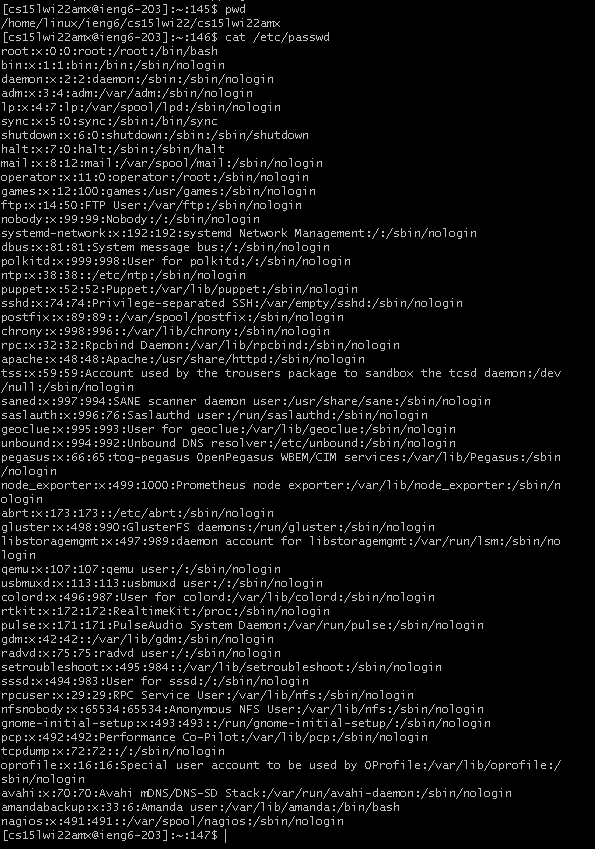 [cs15lwi22amx@ieng6-203]:~:145$ pwd
/home/linux/ieng6/cs15lwi22/cs15lwi22amx
[cs15lwi22amx@ieng6-203]:~:146$ cat /etc/passwd
root:x:0:0:root:/root:/bin/bash
bin:x:1:1:bin:/bin:/sbin/nologin
daemon:x:2:2:daemon:/sbin:/sbin/nologin
adm:x:3:4:adm:/var/adm:/sbin/nologin
lp:x:4:7:lp:/var/spool/lpd:/sbin/nologin
sync:x:5:0:sync:/sbin:/bin/sync
shutdown:x:6:0:shutdown:/sbin:/sbin/shutdown
halt:x:7:0:halt:/sbin:/sbin/halt
mail:x:8:12:mail:/var/spool/mail:/sbin/nologin
operator:x:11:0:operator:/root:/sbin/nologin
games:x:12:100:games:/usr/games:/sbin/nologin
ftp:x:14:50:FTP User:/var/ftp:/sbin/nologin
nobody:x:99:99:Nobody:/:/sbin/nologin
systemd-network:x:192:192:systemd Network Management:/:/sbin/nologin
dbus:x:81:81:System message bus:/:/sbin/nologin
polkitd:x:999:998:User for polkitd:/:/sbin/nologin
ntp:x:38:38::/etc/ntp:/sbin/nologin
puppet:x:52:52:Puppet:/var/lib/puppet:/sbin/nologin
sshd:x:74:74:Privilege-separated SSH:/var/empty/sshd:/sbin/nologin
postfix:x:89:89::/var/spool/postfix:/sbin/nologin
chrony:x:998:996::/var/lib/chrony:/sbin/nologin
rpc:x:32:32:Rpcbind Daemon:/var/lib/rpcbind:/sbin/nologin
apache:x:48:48:Apache:/usr/share/httpd:/sbin/nologin
tss:x:59:59:Account used by the trousers package to sandbox the tcsd daemon:/dev
/null:/sbin/nologin
saned:x:997:994:SANE scanner daemon user:/usr/share/sane:/sbin/nologin
saslauth:x:996:76:Saslauthd user:/run/saslauthd:/sbin/nologin
geoclue:x:995:993:User for geoclue:/var/lib/geoclue:/sbin/nologin
unbound:x:994:992:Unbound DNS resolver:/etc/unbound:/sbin/nologin
pegasus:x:66:65:tog-pegasus OpenPegasus WBEM/CIM services:/var/lib/Pegasus:/sbin
/nologin
node_exporter:x:499:1000:Prometheus node exporter:/var/lib/node_exporter:/sbin/n
ologin
abrt:x:173:173::/etc/abrt:/sbin/nologin
gluster:x:498:990:GlusterFS daemons:/run/gluster:/sbin/nologin
libstoragemgmt:x:497:989:daemon account for libstoragemgmt:/var/run/lsm:/sbin/no
login
qemu:x:107:107:qemu user:/:/sbin/nologin
usbmuxd:x:113:113:usbmuxd user:/:/sbin/nologin
colord:x:496:987:User for colord:/var/lib/colord:/sbin/nologin
rtkit:x:172:172:RealtimeKit:/proc:/sbin/nologin
pulse:x:171:171:PulseAudio System Daemon:/var/run/pulse:/sbin/nologin
gdm:x:42:42::/var/lib/gdm:/sbin/nologin
radvd:x:75:75:radvd user:/:/sbin/nologin
setroubleshoot:x:495:984::/var/lib/setroubleshoot:/sbin/nologin
sssd:x:494:983:User for sssd:/:/sbin/nologin
rpcuser:x:29:29:RPC Service User:/var/lib/nfs:/sbin/nologin
nfsnobody:x:65534:65534:Anonymous NFS User:/var/lib/nfs:/sbin/nologin
gnome-initial-setup:x:493:493::/run/gnome-initial-setup/:/sbin/nologin
pcp:x:492:492:Performance Co-Pilot:/var/lib/pcp:/sbin/nologin
tcpdump:x:72:72::/:/sbin/nologin
oprofile:x:16:16:Special user account to be used by OProfile:/var/lib/oprofile:/
sbin/nologin
avahi:x:70:70:Avahi mDNS/DNS-SD Stack:/var/run/avahi-daemon:/sbin/nologin
amandabackup:x:33:6:Amanda user:/var/lib/amanda:/bin/bash
nagios:x:491:491::/var/spool/nagios:/sbin/nologin
[cs15lwi22amx@ieng6-203]:~:147$